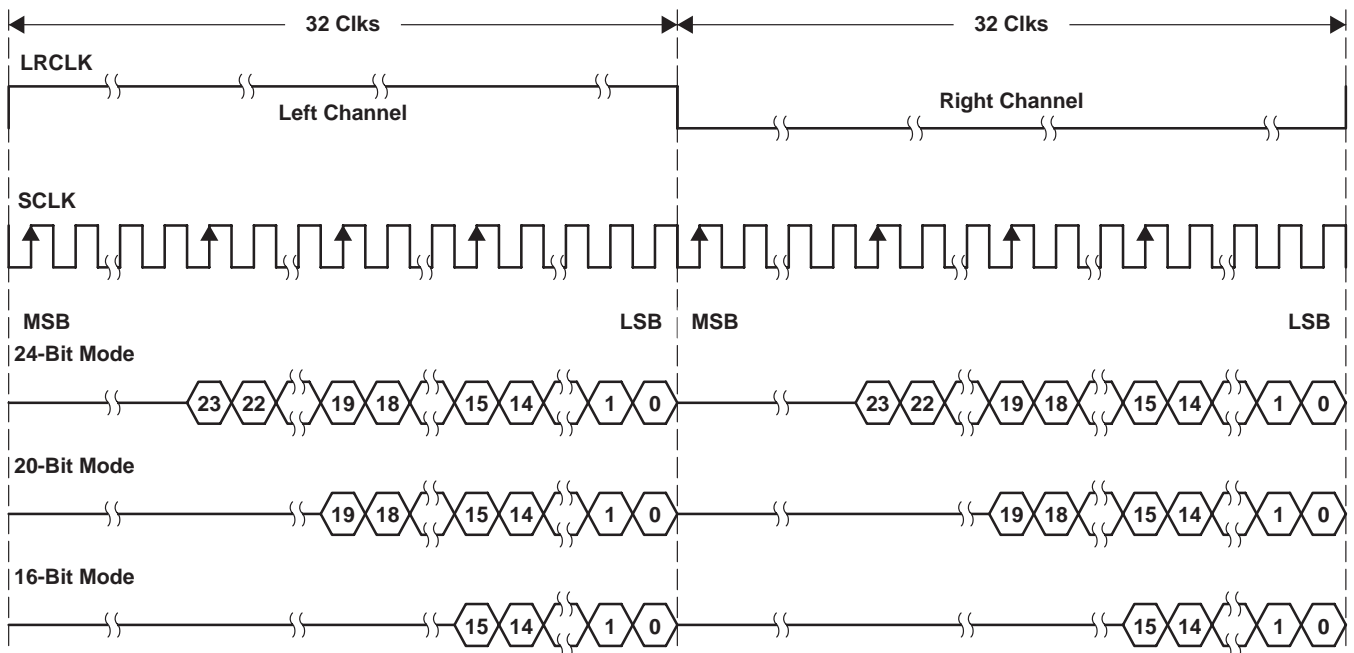 32 Clks 32 Clks
LRCLK
Left Channel Right Channel
SCLK
MSB LSB MSB LSB
24-Bit Mode
23 22 19 18 15 14 1 0 23 22 19 18 15 14 1 0
20-Bit Mode
19 18 15 14 1 0 19 18 15 14 1 0
16-Bit Mode
15 14 1 0 15 14 1 0